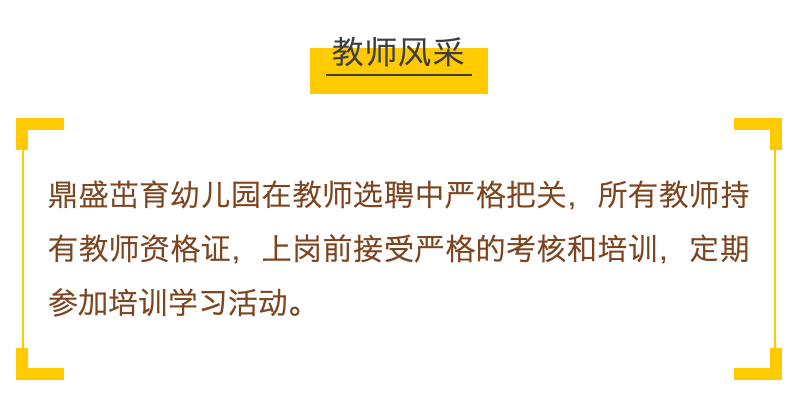 教师风采
鼎盛茁育幼儿园在教师选聘中严格把关，所有教师持
有教师资格证，上岗前接受严格的考核和培训，定期
参加培训学习活动。